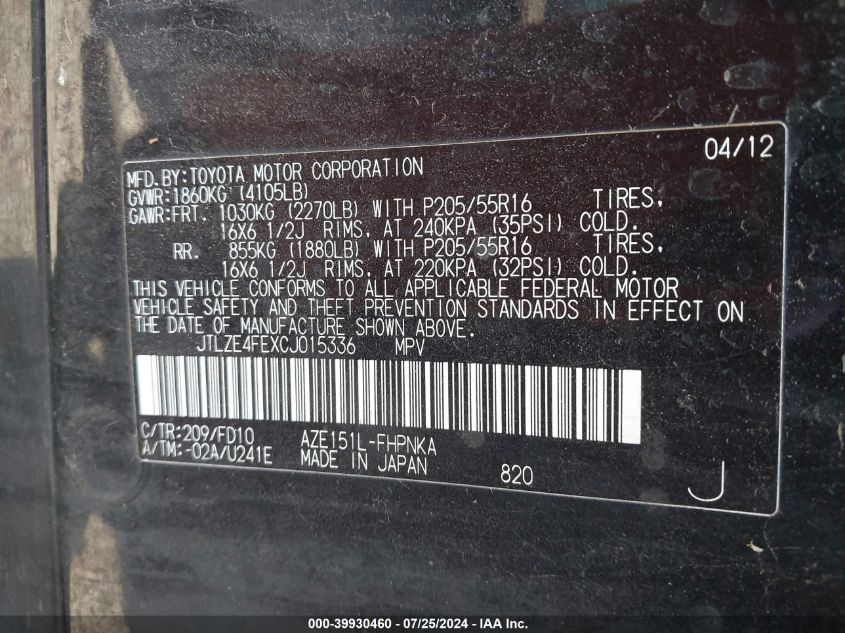 04/12
MFD.BY:TOYOTA MOTOR CORPORATION
GVWR:1860KG (4105LB)
GAWR:FRT. 1030KG (2270LB) WITH P205/55R16 TIRES,
16X6 1/2J RIMS. AT 240KPA (35PSI) COLD.
RR. 855KG (1880LB) WITH P205/55R16 TIRES,
16X6 1/2J RIMS. AT 220KPA (32PSI) COLD.
THIS VEHICLE CONFORMS TO ALL APPLICABLE FEDERAL MOTOR
VEHICLE SAFETY AND THEFT PREVENTION STANDARDS IN EFFECT ON
THE DATE OF MANUFACTURE SHOWN ABOVE.
JTLZE4FEXCJ015336 MPV
C/TR:209/FD10 AZE151L-FHPNKA
A/TM:-02A/U241E MADE IN JAPAN 820 J
000-39930460 - 07/25/2024 - IAA Inc.